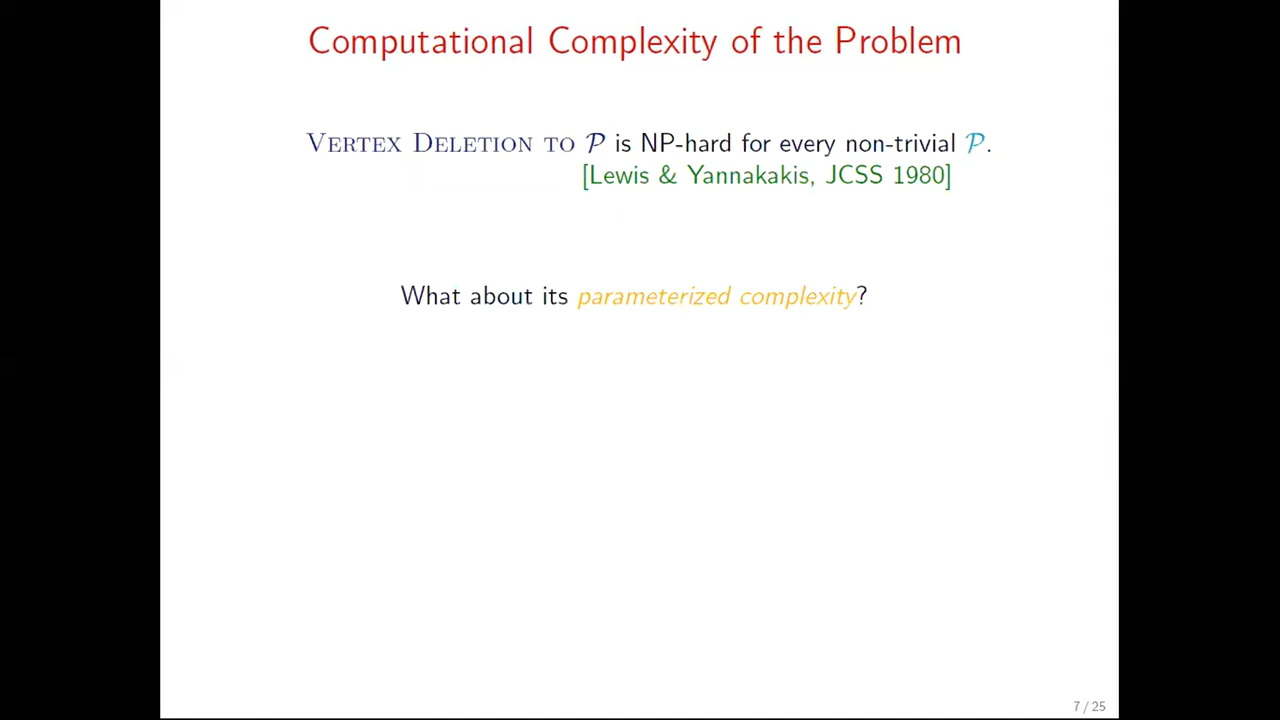 Computational Complexity of the Problem
Vertex Deletion to 𝒫 is NP-hard for every non-trivial 𝒫.
[Lewis & Yannakakis, JCSS 1980]
What about its parameterized complexity?
7 / 25